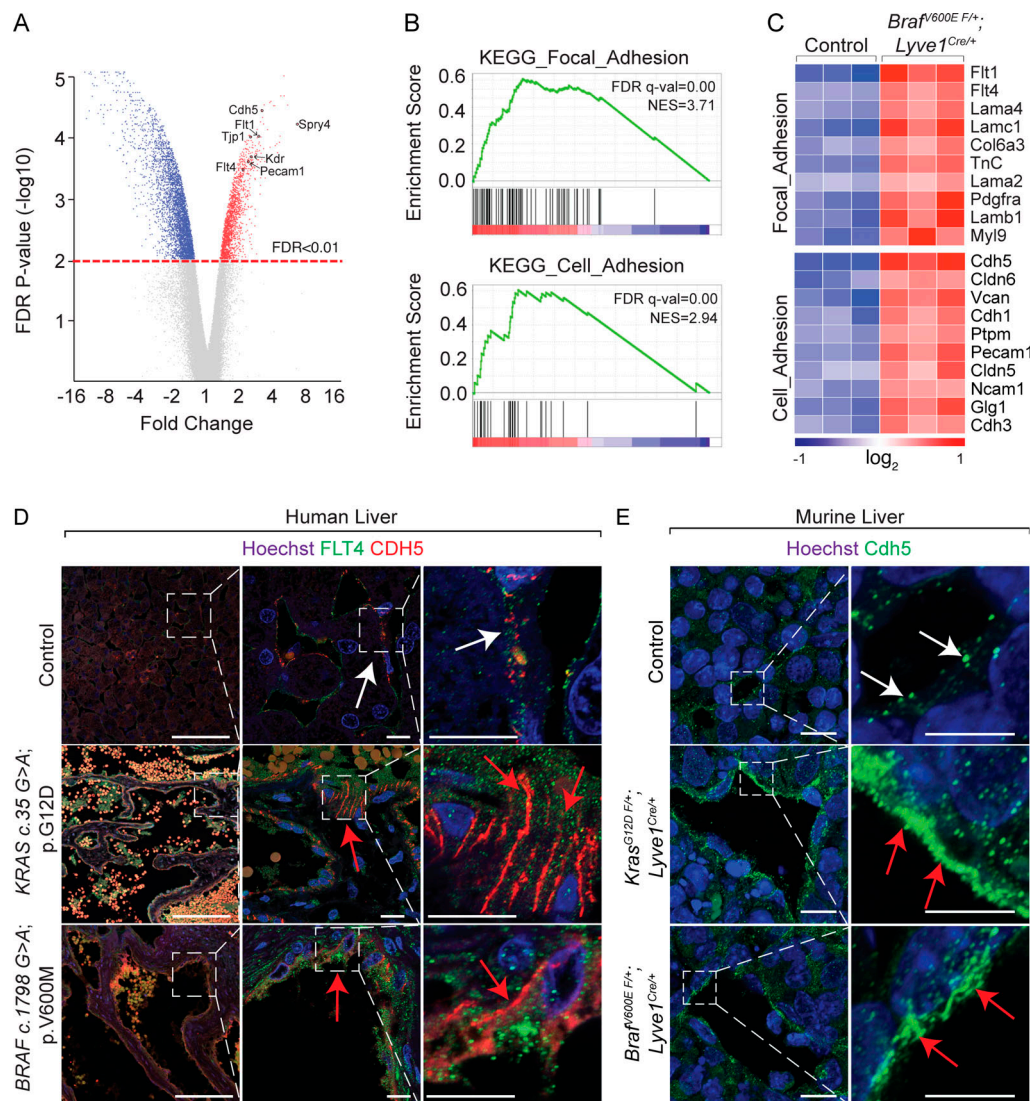 A
FDR P-value (-log10)
5
4
3
2
1
Cdh5
Flt1
Tjp1
Spry4
Flt4
Kdr
Pecam1
FDR<0.01
-16
-8
-4
-2
1
2
4
8
16
Fold Change
B
KEGG_Focal_Adhesion
Enrichment Score
0.6
0.4
0.2
0.0
FDR q-val=0.00
NES=3.71
KEGG_Cell_Adhesion
Enrichment Score
0.6
0.4
0.2
0.0
FDR q-val=0.00
NES=2.94
C
Control
Braf^V600E F/+;
Lyve1^Cre/+
Focal_Adhesion
Flt1
Flt4
Lama4
Lamc1
Col6a3
TnC
Lama2
Pdgfra
Lamb1
Myl9
Cell_Adhesion
Cdh5
Cldn6
Vcan
Cdh1
Ptpm
Pecam1
Cldn5
Ncam1
Glg1
Cdh3
-1
log2
1
D
Human Liver
Hoechst FLT4 CDH5
Control
KRAS c.35 G>A;
p.G12D
BRAF c.1798 G>A;
p.V600M
E
Murine Liver
Hoechst Cdh5
Control
Kras^G12D F/+;
Lyve1^Cre/+
Braf^V600E F/+;
Lyve1^Cre/+